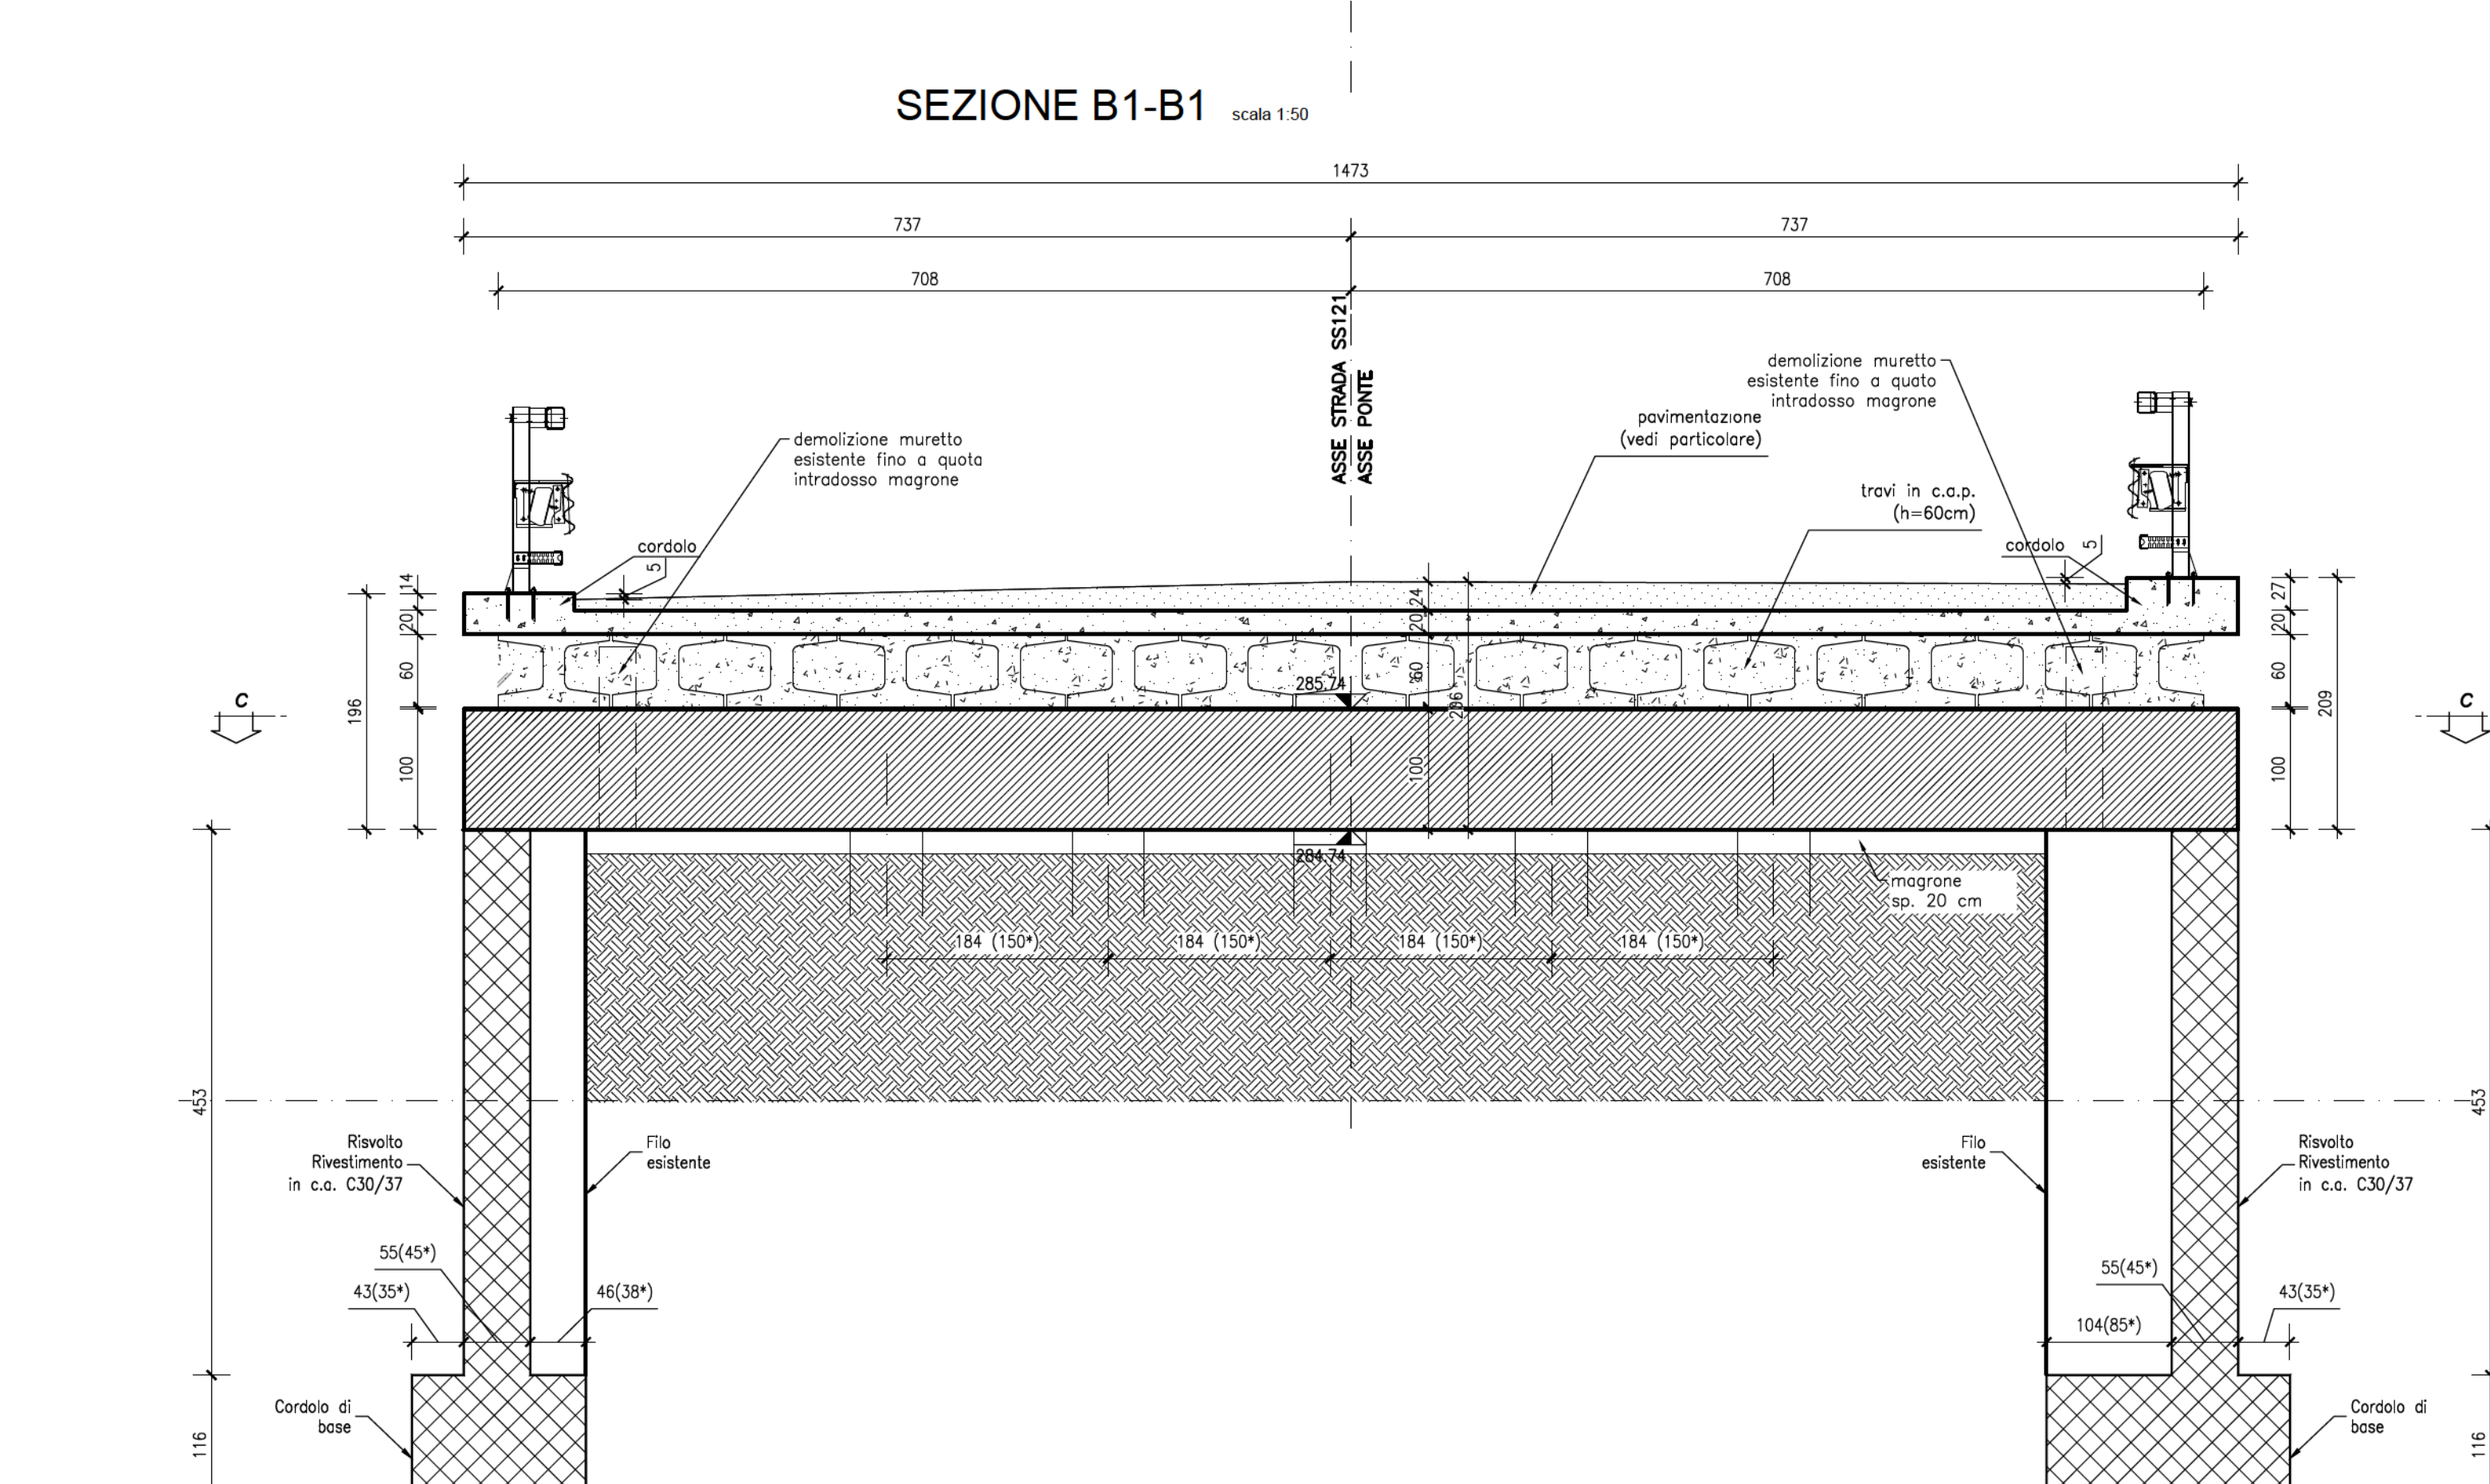 SEZIONE B1-B1 scala 1:50
1473
737 737
708 708
ASSE STRADA SS121
ASSE PONTE
demolizione muretto
esistente fino a quota
intradosso magrone
demolizione muretto
esistente fino a quato
intradosso magrone
pavimentazione
(vedi particolare)
travi in c.a.p.
(h=60cm)
cordolo
5
cordolo
5
14
20
60
100
196
24
20
60
100
27
20
60
100
209
285.74
284.74
C
C
magrone
sp. 20 cm
184 (150*) 184 (150*) 184 (150*) 184 (150*)
453
453
Risvolto
Rivestimento
in c.a. C30/37
Filo
esistente
Filo
esistente
Risvolto
Rivestimento
in c.a. C30/37
55(45*)
43(35*)
46(38*)
55(45*)
43(35*)
104(85*)
Cordolo di
base
Cordolo di
base
116
116